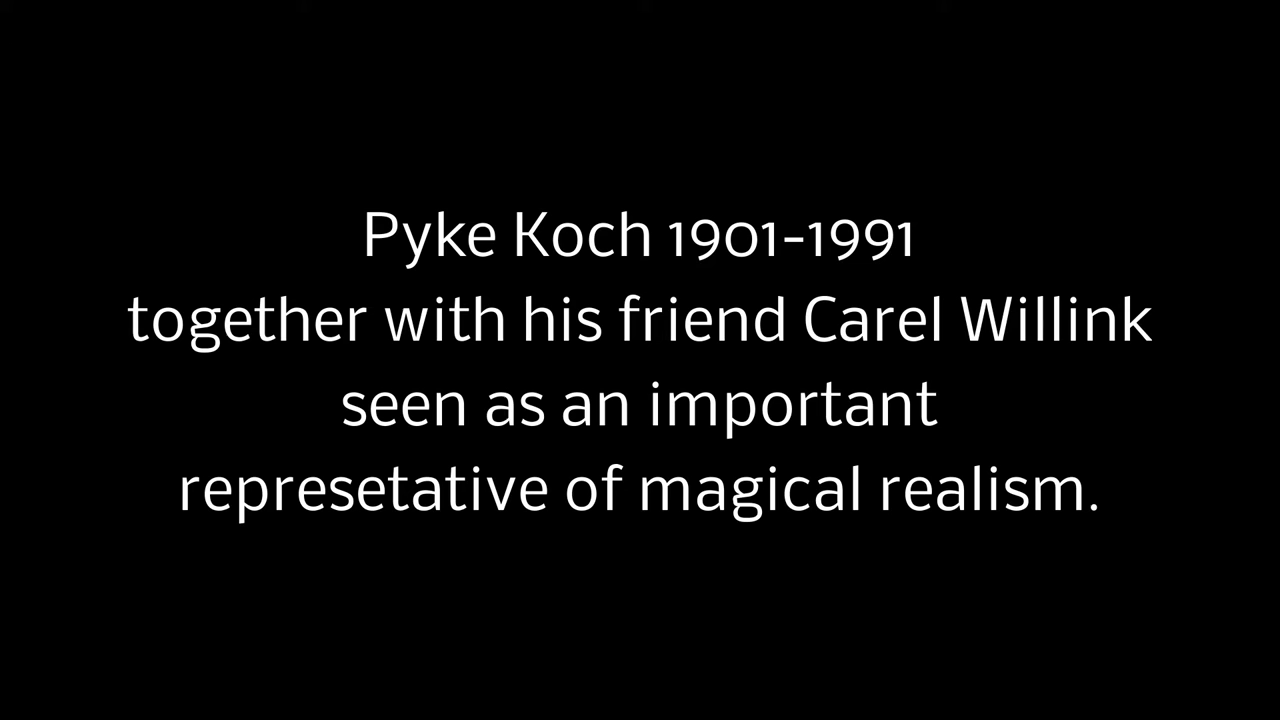 Pyke Koch 1901-1991
together with his friend Carel Willink
seen as an important
represetative of magical realism.